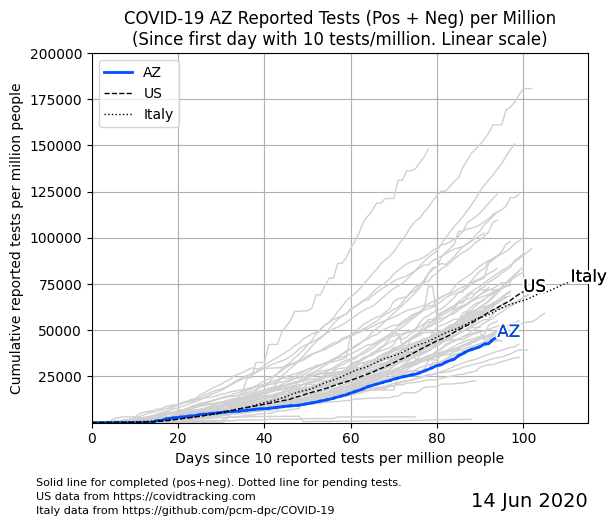 COVID-19 AZ Reported Tests (Pos + Neg) per Million
(Since first day with 10 tests/million. Linear scale)
Cumulative reported tests per million people
200000
175000
150000
125000
100000
75000
50000
25000
AZ
US
Italy
Italy
US
AZ
0
20
40
60
80
100
Days since 10 reported tests per million people
Solid line for completed (pos+neg). Dotted line for pending tests.
US data from https://covidtracking.com
Italy data from https://github.com/pcm-dpc/COVID-19
14 Jun 2020